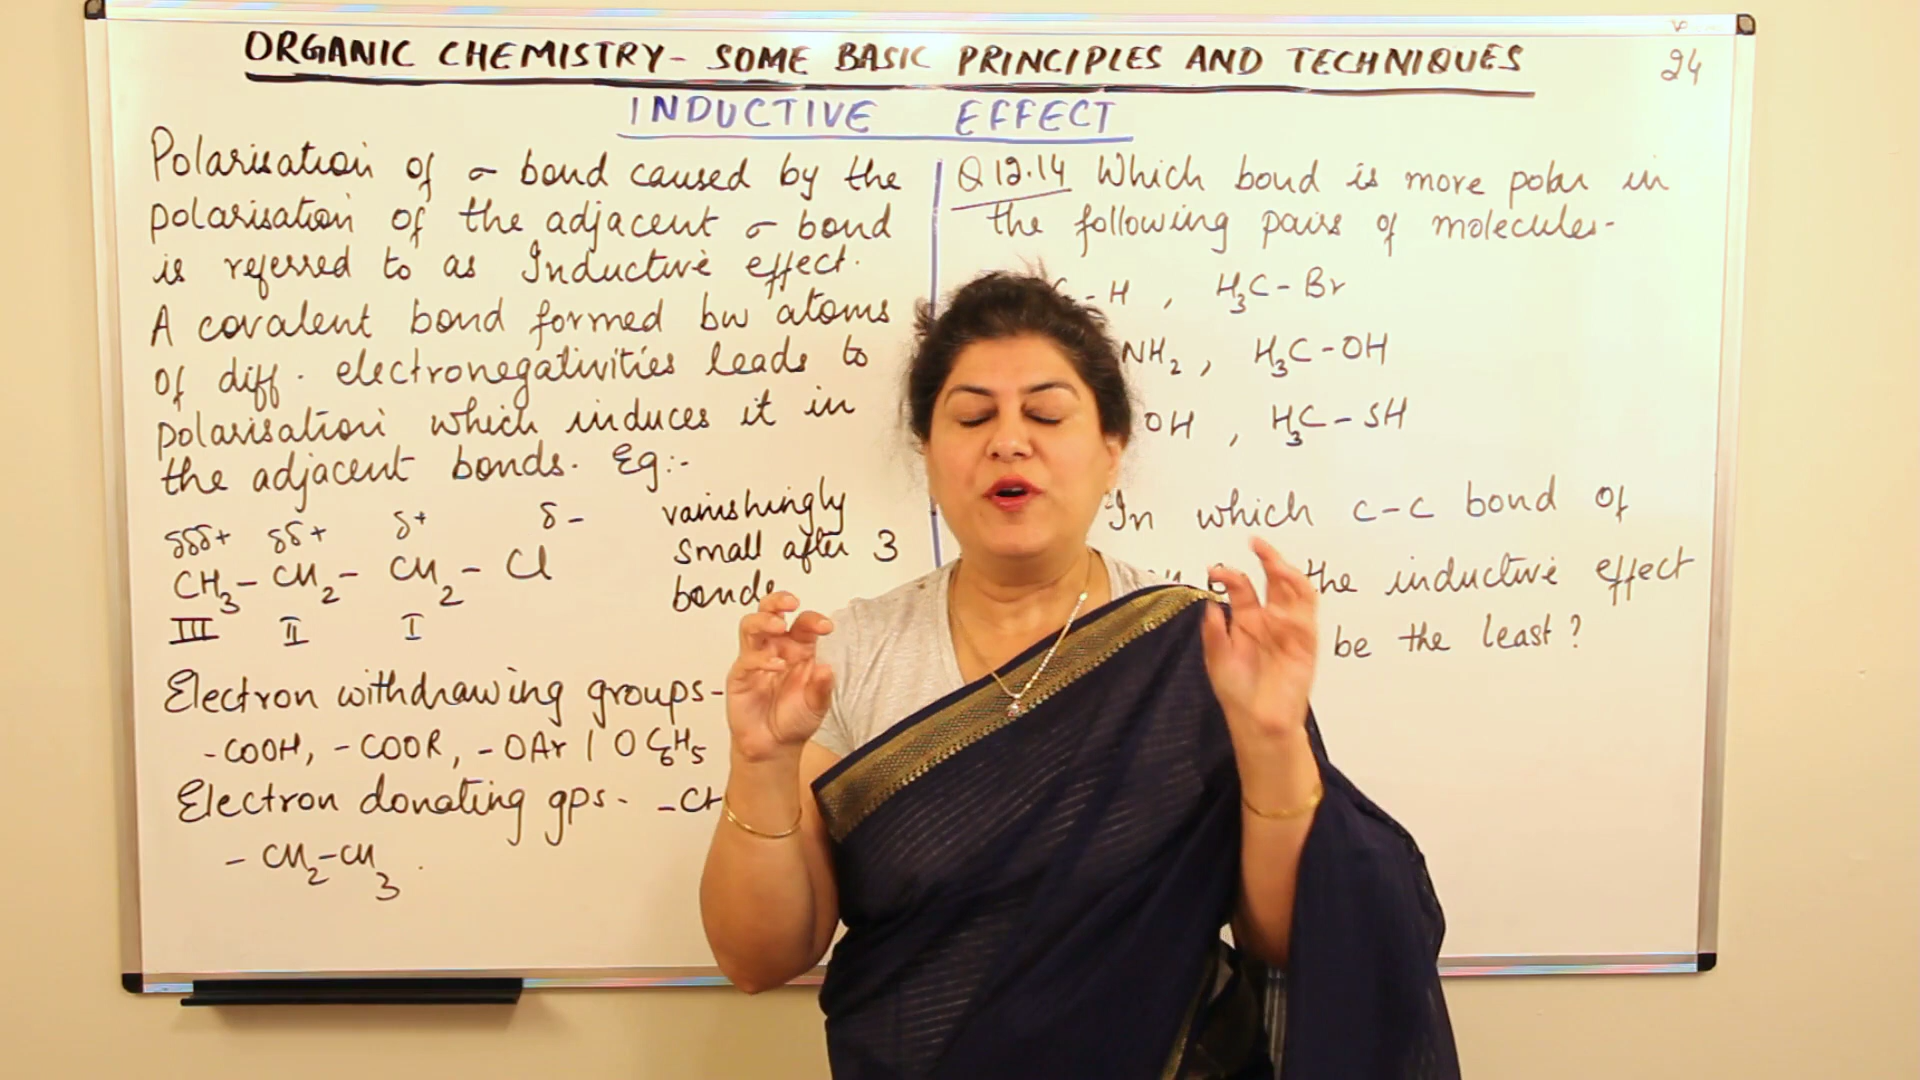 ORGANIC CHEMISTRY - SOME BASIC PRINCIPLES AND TECHNIQUES
24
INDUCTIVE EFFECT
Polarisation of σ bond caused by the
polarisation of the adjacent σ bond
is referred to as Inductive effect.
A covalent bond formed bw atoms
of diff. electronegativities leads to
polarisation which induces it in
the adjacent bonds. Eg:-
δδδ+ δδ+ δ+ δ-
CH3 - CH2 - CH2 - Cl
III II I
vanishingly
small after 3
bonds
Electron withdrawing groups-
-COOH, -COOR, -OAr | OC6H5
Electron donating gps. -CH
-CH2-CH3.
Q12.14 Which bond is more polar in
the following pairs of molecules-
-H, H3C-Br
NH2, H3C-OH
OH, H3C-SH
In which C-C bond of
the inductive effect
be the least?